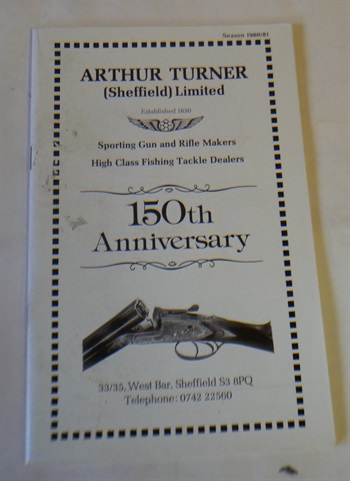 Season 1980/81
ARTHUR TURNER
(Sheffield) Limited
Established 1830
Sporting Gun and Rifle Makers
High Class Fishing Tackle Dealers
150th
Anniversary
33/35, West Bar, Sheffield S3 8PQ
Telephone: 0742 22560